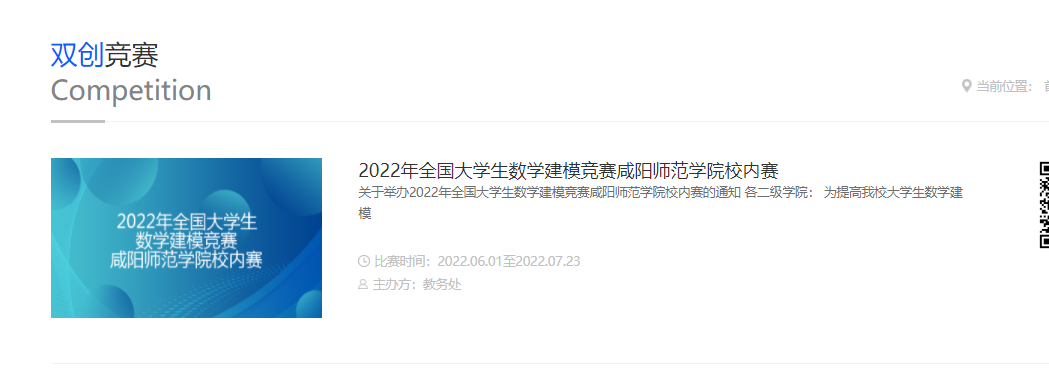 双创竞赛
Competition
当前位置：
2022年全国大学生
数学建模竞赛
咸阳师范学院校内赛
2022年全国大学生数学建模竞赛咸阳师范学院校内赛
关于举办2022年全国大学生数学建模竞赛咸阳师范学院校内赛的通知 各二级学院： 为提高我校大学生数学建
模
比赛时间：2022.06.01至2022.07.23
主办方：教务处